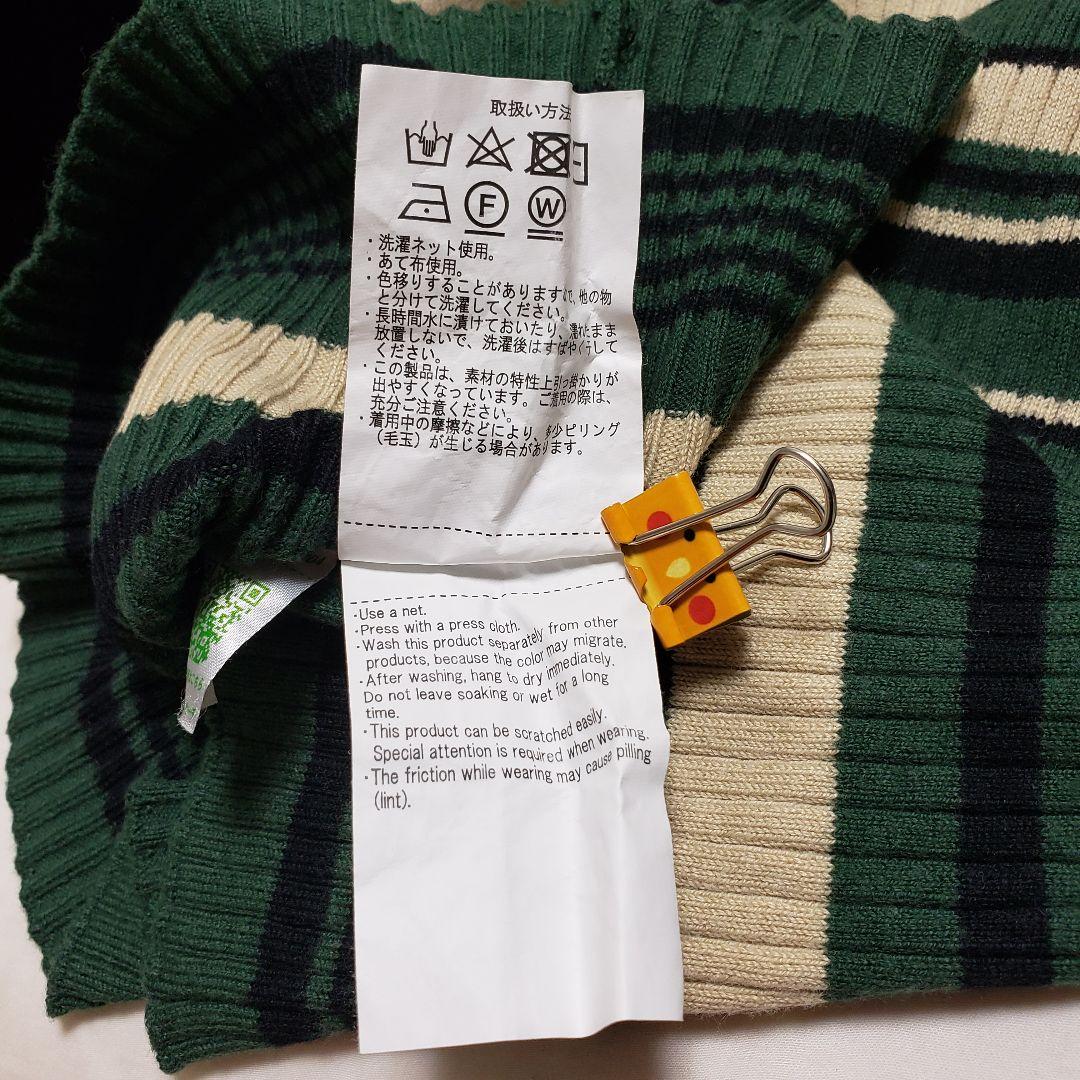 取扱い方法
F
W
・洗濯ネット使用。
・あて布使用。
・色移りすることがありますので、他の物
と分けて洗濯してください。
・長時間水に漬けておいたり、濡れたまま
放置しないで、洗濯後はすばやく干して
ください。
・この製品は、素材の特性上引っ掛かりが
出やすくなっています。ご着用の際は、
充分ご注意ください。
・着用中の摩擦などにより、多少ピリング
（毛玉）が生じる場合があります。
·Use a net.
·Press with a press cloth.
·Wash this product separately from other
products, because the color may migrate.
·After washing, hang to dry immediately.
Do not leave soaking or wet for a long
time.
·This product can be scratched easily.
Special attention is required when wearing.
·The friction while wearing may cause pilling
(lint).